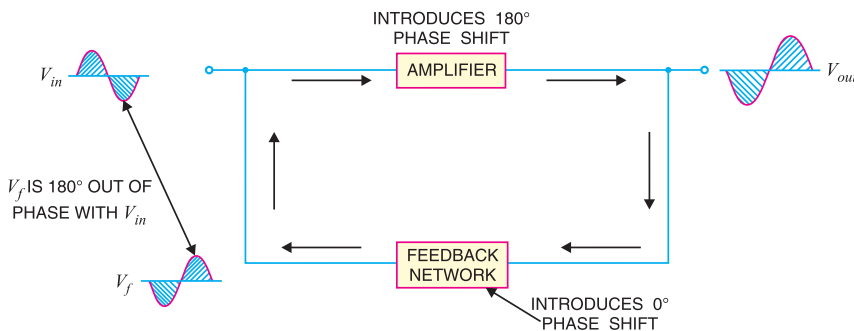 INTRODUCES 180°
PHASE SHIFT
V_in
AMPLIFIER
V_out
V_f IS 180° OUT OF
PHASE WITH V_in
V_f
FEEDBACK
NETWORK
INTRODUCES 0°
PHASE SHIFT